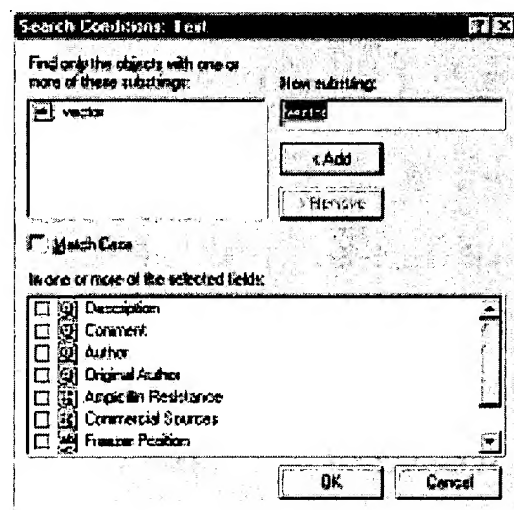 Search Conditions: Text
Find only the objects with one or
more of these substrings:
New substring:
vector
vector
< Add
> Remove
Match Case
In one or more of the selected fields:
Description
Comment
Author
Original Author
Ampicillin Resistance
Commercial Sources
Freezer Position
OK
Cancel